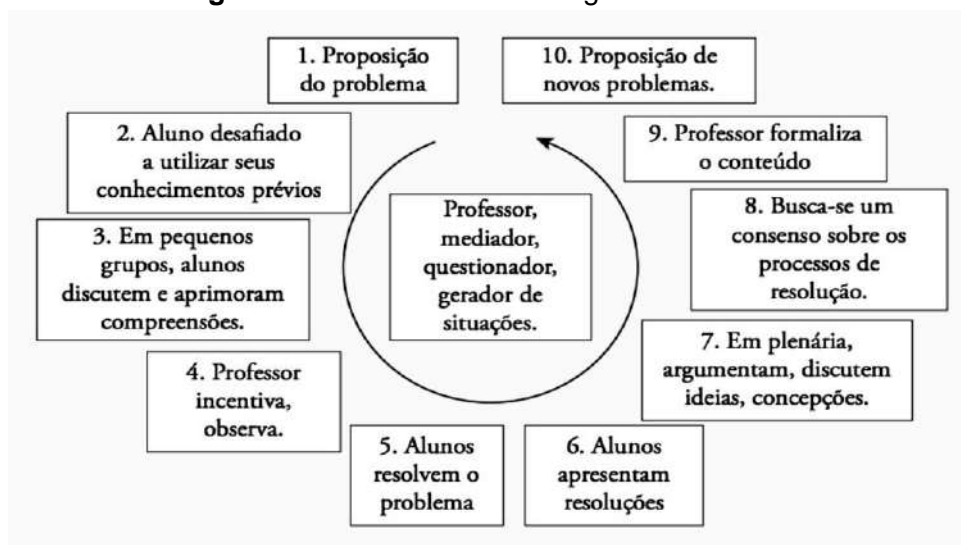 1. Proposição
do problema
10. Proposição de
novos problemas.
2. Aluno desafiado
a utilizar seus
conhecimentos prévios
9. Professor formaliza
o conteúdo
3. Em pequenos
grupos, alunos
discutem e aprimoram
compreensões.
Professor,
mediador,
questionador,
gerador de
situações.
8. Busca-se um
consenso sobre os
processos de
resolução.
4. Professor
incentiva,
observa.
7. Em plenária,
argumentam, discutem
ideias, concepções.
5. Alunos
resolvem o
problema
6. Alunos
apresentam
resoluções